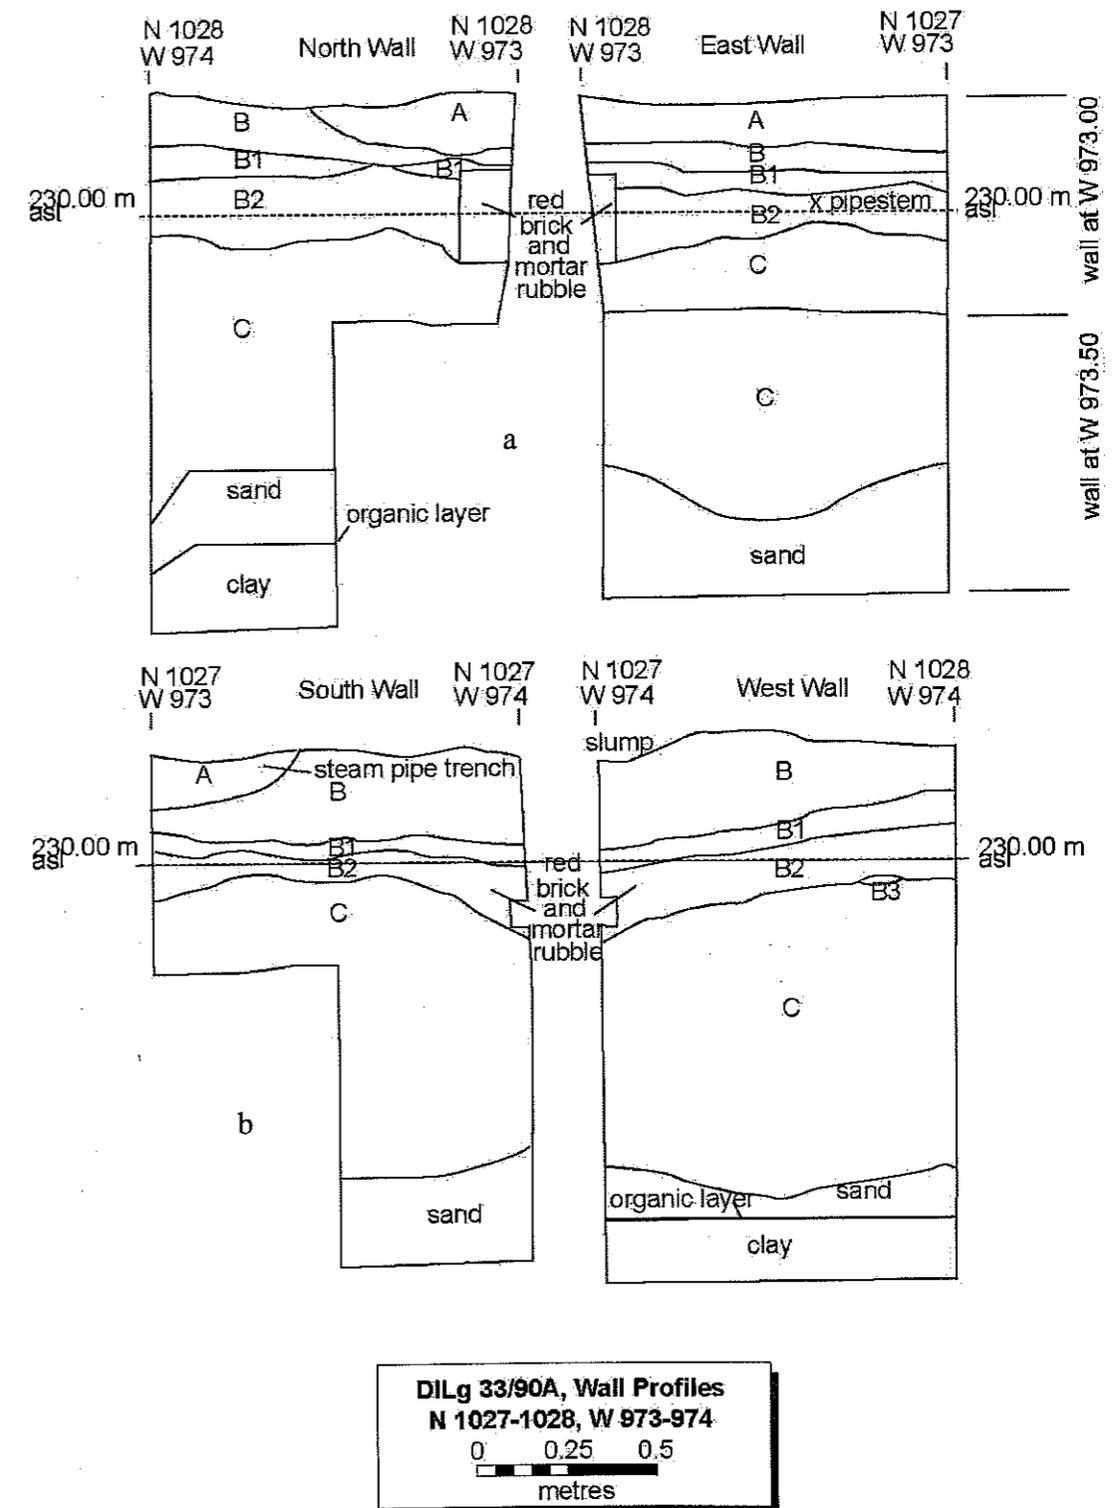 N 1028
W 974
North Wall
N 1028
W 973
N 1028
W 973
East Wall
N 1027
W 973
B
A
A
B1
B1
B
B1
230.00 m
asl
B2
red
brick
and
mortar
rubble
x pipestem
B2
230.00 m
asl
C
C
wall at W 973.00
C
wall at W 973.50
a
sand
organic layer
clay
sand
N 1027
W 973
South Wall
N 1027
W 974
N 1027
W 974
West Wall
N 1028
W 974
slump
A
steam pipe trench
B
B
B1
B1
230.00 m
asl
B2
red
brick
and
mortar
rubble
B2
230.00 m
asl
B3
C
C
b
sand
organic layer
sand
clay
DILg 33/90A, Wall Profiles
N 1027-1028, W 973-974
0 0.25 0.5
metres